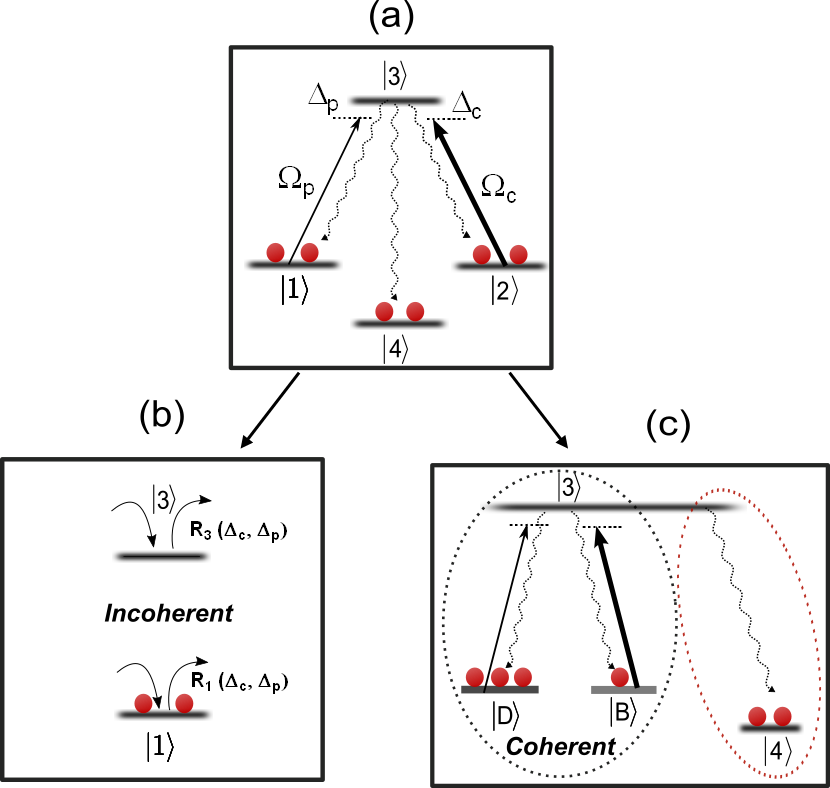 (a)
|3⟩
Δp Δc
Ωp Ωc
|1⟩ |2⟩
|4⟩
(b)
|3⟩
R3 (Δc, Δp)
Incoherent
R1 (Δc, Δp)
|1⟩
(c)
|3⟩
|D⟩ |B⟩
Coherent
|4⟩